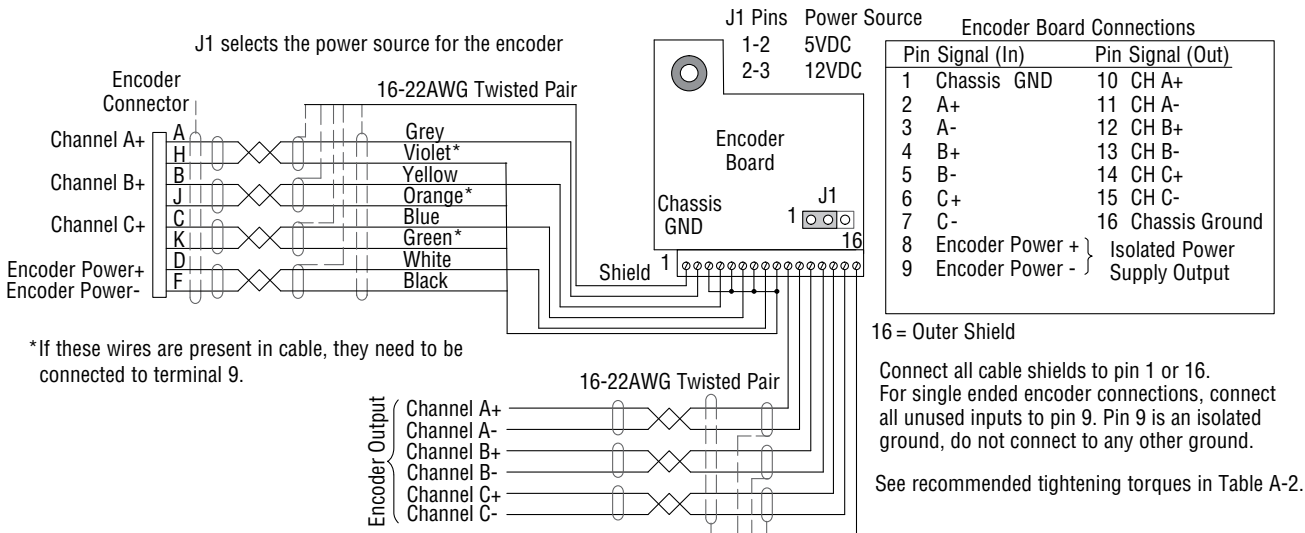 J1 Pins Power Source
1-2 5VDC
2-3 12VDC
J1 selects the power source for the encoder
Encoder
Connector
16-22AWG Twisted Pair
Channel A+
A
Grey
H
Violet*
Channel B+
B
Yellow
J
Orange*
Channel C+
C
Blue
K
Green*
Encoder Power+
D
White
Encoder Power-
F
Black
Encoder
Board
Chassis
GND
J1
1
16
Shield
1
Encoder Board Connections
Pin Signal (In) Pin Signal (Out)
1 Chassis GND 10 CH A+
2 A+ 11 CH A-
3 A- 12 CH B+
4 B+ 13 CH B-
5 B- 14 CH C+
6 C+ 15 CH C-
7 C- 16 Chassis Ground
8 Encoder Power +
9 Encoder Power -
Isolated Power
Supply Output
16 = Outer Shield
*If these wires are present in cable, they need to be
connected to terminal 9.
Connect all cable shields to pin 1 or 16.
For single ended encoder connections, connect
all unused inputs to pin 9. Pin 9 is an isolated
ground, do not connect to any other ground.
See recommended tightening torques in Table A-2.
16-22AWG Twisted Pair
Encoder Output
Channel A+
Channel A-
Channel B+
Channel B-
Channel C+
Channel C-